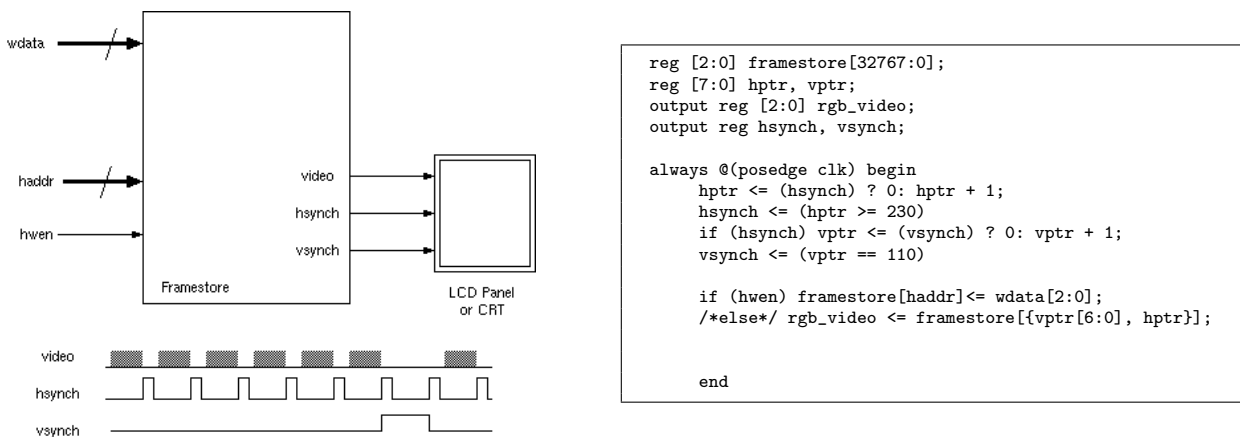 wdata
haddr
hwen
video
hsynch
vsynch
Framestore
LCD Panel
or CRT
video
hsynch
vsynch
reg [2:0] framestore[32767:0];
reg [7:0] hptr, vptr;
output reg [2:0] rgb_video;
output reg hsynch, vsynch;
always @(posedge clk) begin
hptr <= (hsynch) ? 0: hptr + 1;
hsynch <= (hptr >= 230)
if (hsynch) vptr <= (vsynch) ? 0: vptr + 1;
vsynch <= (vptr == 110)
if (hwen) framestore[haddr]<= wdata[2:0];
/*else*/ rgb_video <= framestore[{vptr[6:0], hptr}];
end